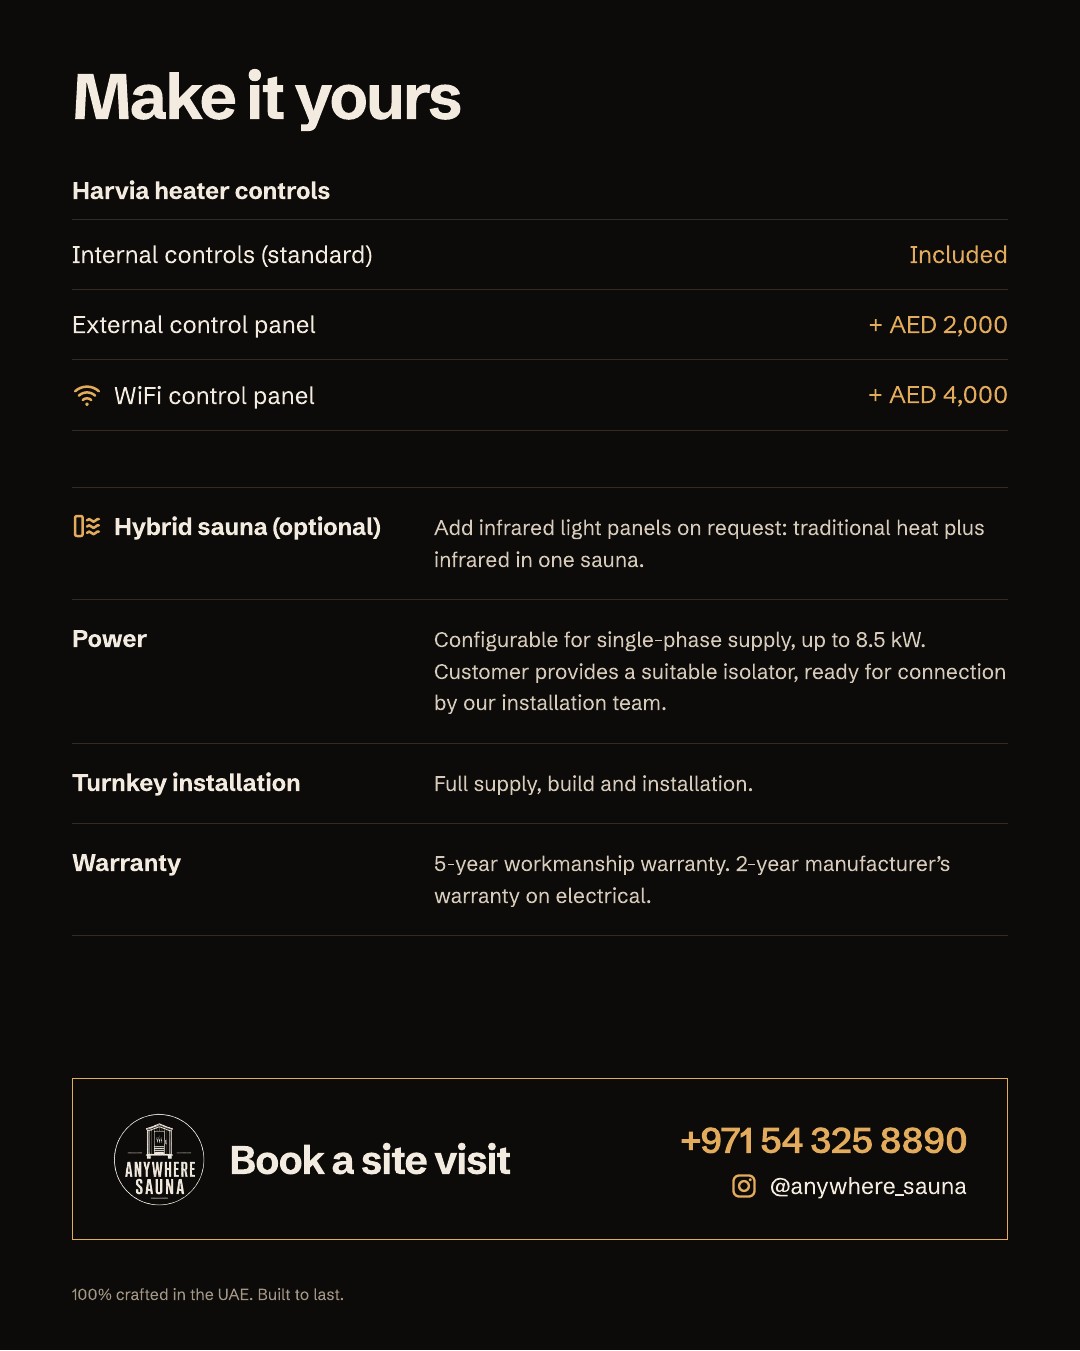 Make it yours
Harvia heater controls
Internal controls (standard) Included
External control panel + AED 2,000
WiFi control panel + AED 4,000
Hybrid sauna (optional) Add infrared light panels on request: traditional heat plus
infrared in one sauna.
Power Configurable for single-phase supply, up to 8.5 kW.
Customer provides a suitable isolator, ready for connection
by our installation team.
Turnkey installation Full supply, build and installation.
Warranty 5-year workmanship warranty. 2-year manufacturer’s
warranty on electrical.
ANYWHERE
SAUNA
Book a site visit
+971 54 325 8890
@anywhere_sauna
100% crafted in the UAE. Built to last.